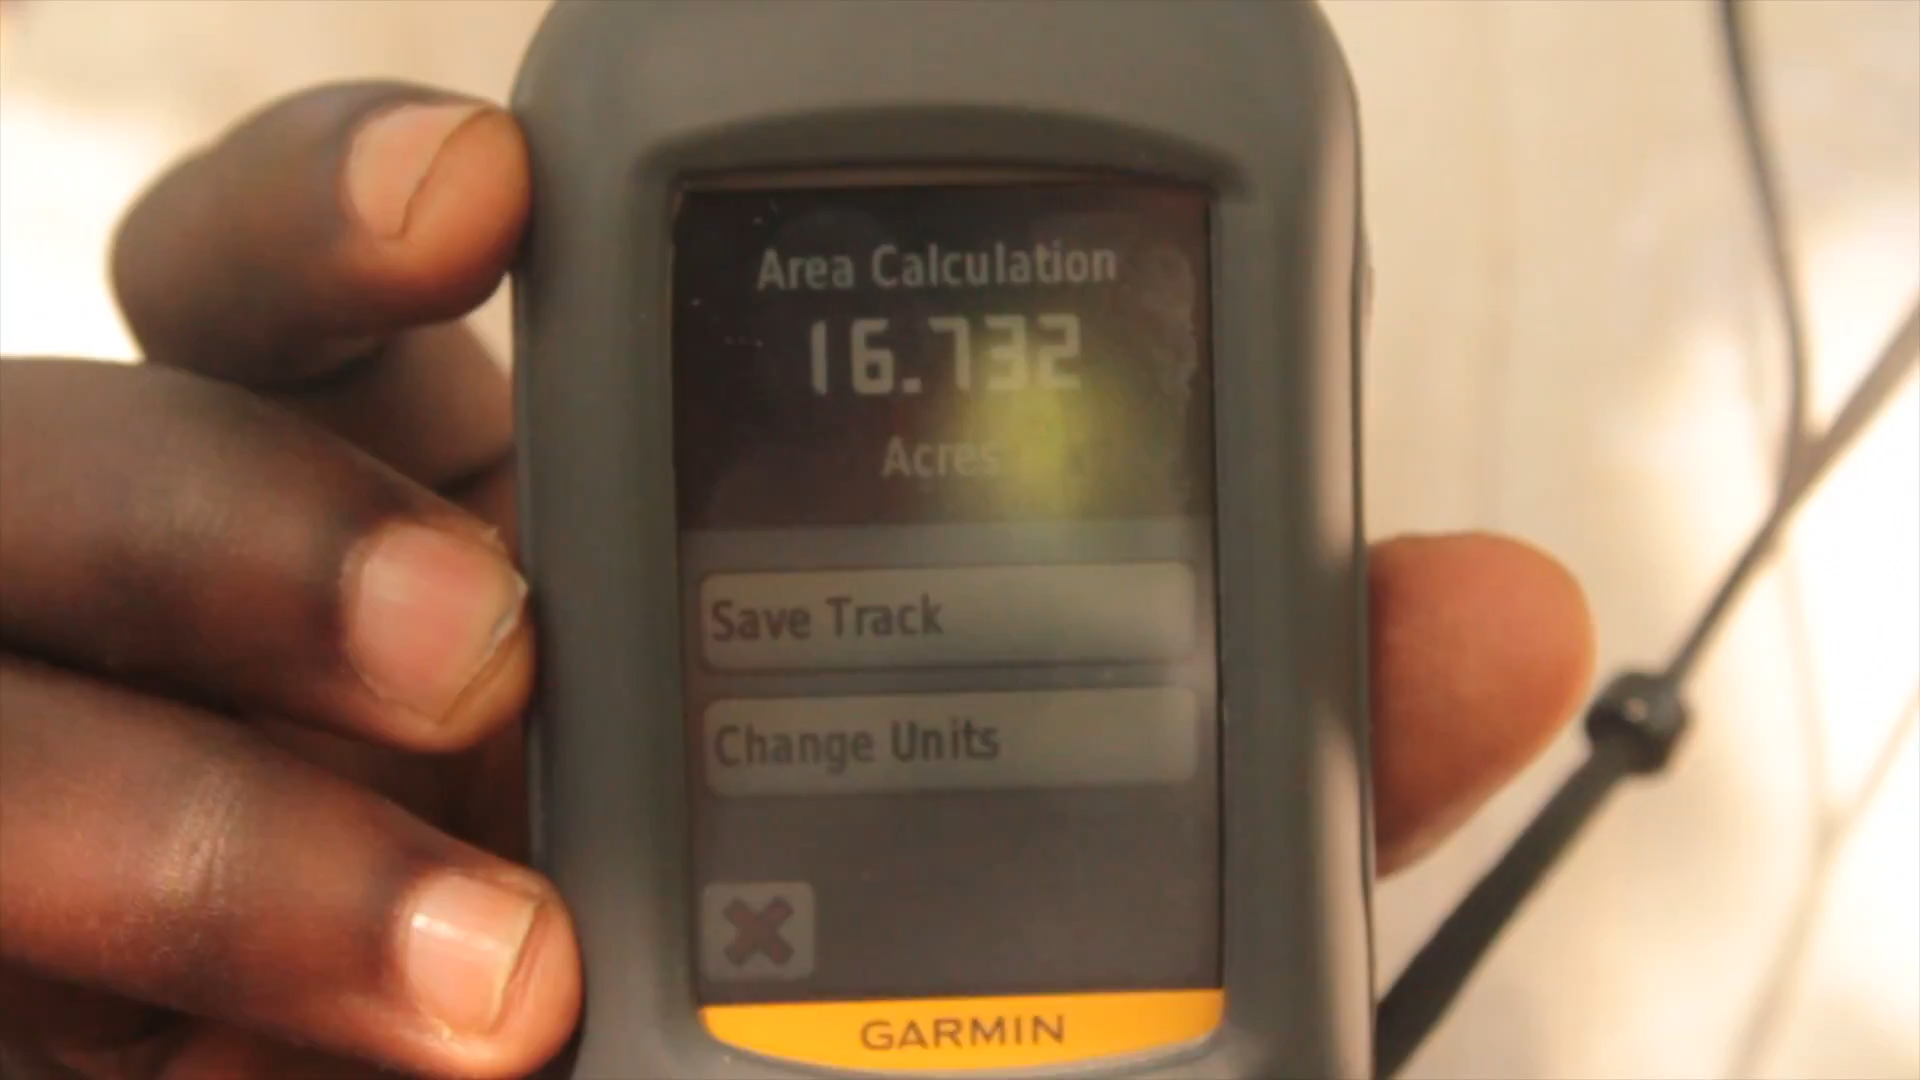 Area Calculation
16.732
Acres
Save Track
Change Units
GARMIN